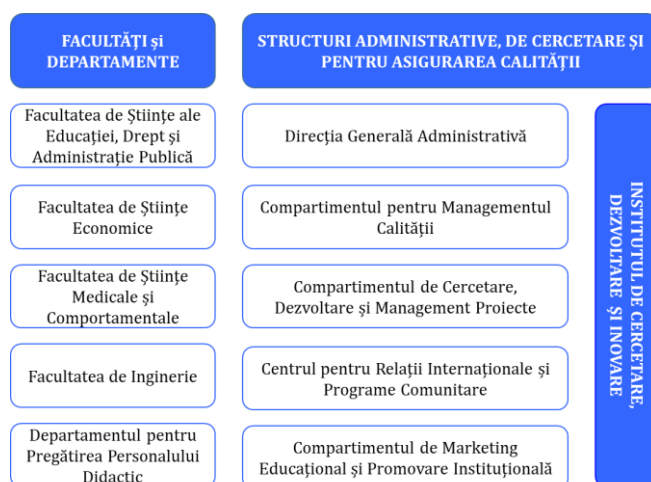 FACULTĂȚI și
DEPARTAMENTE
STRUCTURI ADMINISTRATIVE, DE CERCETARE ȘI
PENTRU ASIGURAREA CALITĂȚII
Facultatea de Științe ale
Educației, Drept și
Administrație Publică
Direcția Generală Administrativă
Facultatea de Științe
Economice
Compartimentul pentru Managementul
Calității
Facultatea de Științe
Medicale și
Comportamentale
Compartimentul de Cercetare,
Dezvoltare și Management Proiecte
Facultatea de Inginerie
Centrul pentru Relații Internaționale și
Programe Comunitare
Departamentul pentru
Pregătirea Personalului
Didactic
Compartimentul de Marketing
Educațional și Promovare Instituțională
INSTITUTUL DE CERCETARE,
DEZVOLTARE ȘI INOVARE